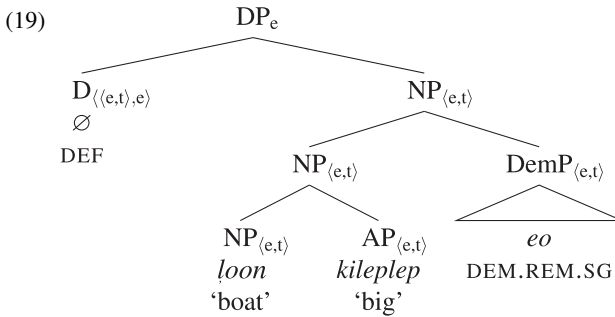 (19)
DPₑ
D⟨⟨e,t⟩,e⟩ NP⟨e,t⟩
∅
DEF
NP⟨e,t⟩ DemP⟨e,t⟩
NP⟨e,t⟩ AP⟨e,t⟩ eo
ḷoon kileplep DEM.REM.SG
‘boat’ ‘big’